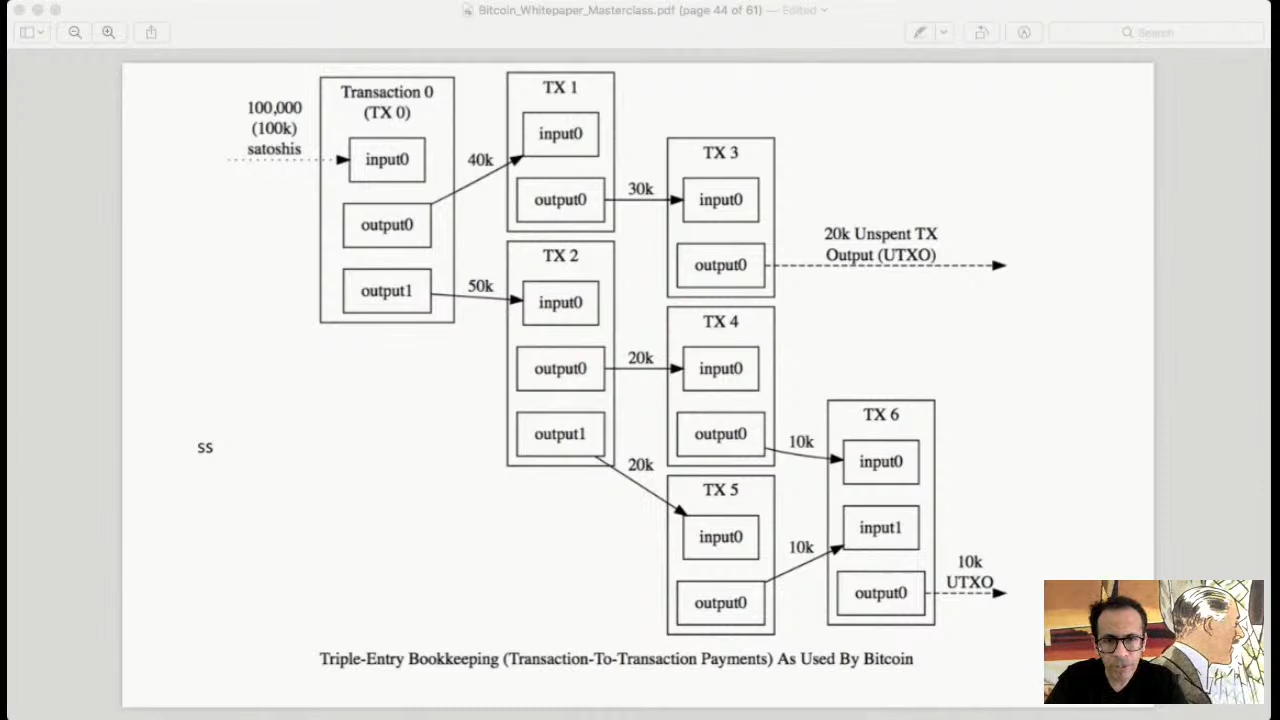 Bitcoin_Whitepaper_Masterclass.pdf (page 44 of 61) — Edited
Search
100,000
(100k)
satoshis
Transaction 0
(TX 0)
input0
output0
output1
40k
50k
TX 1
input0
output0
30k
TX 2
input0
output0
output1
20k
20k
TX 3
input0
output0
20k Unspent TX
Output (UTXO)
TX 4
input0
output0
10k
TX 5
input0
output0
10k
TX 6
input0
input1
output0
10k
UTXO
ss
Triple-Entry Bookkeeping (Transaction-To-Transaction Payments) As Used By Bitcoin